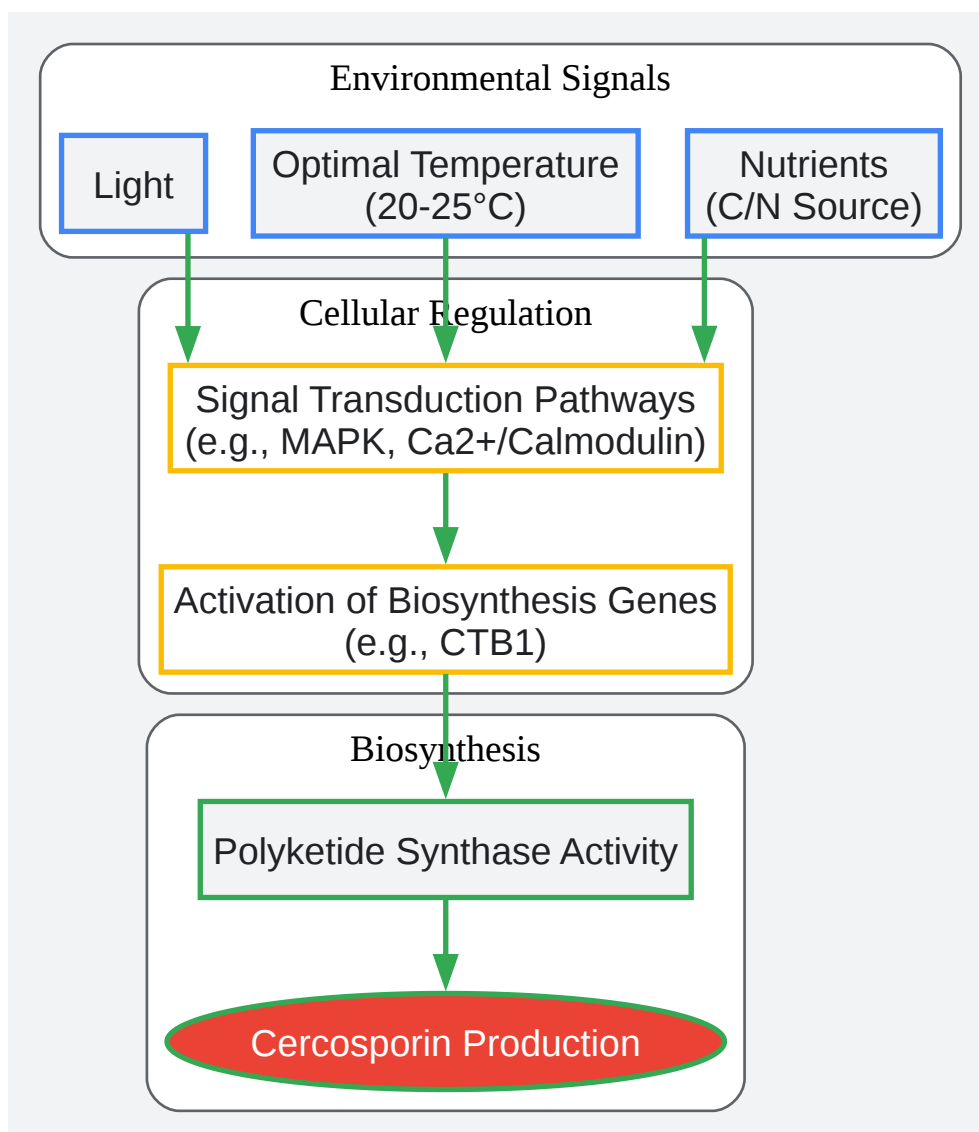 Environmental Signals
Light
Optimal Temperature
(20-25°C)
Nutrients
(C/N Source)
Cellular Regulation
Signal Transduction Pathways
(e.g., MAPK, Ca2+/Calmodulin)
Activation of Biosynthesis Genes
(e.g., CTB1)
Biosynthesis
Polyketide Synthase Activity
Cercosporin Production